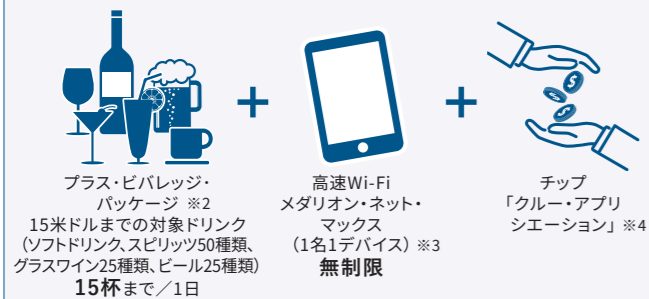 プラス・ビバレッジ・
パッケージ ※2
15米ドルまでの対象ドリンク
（ソフトドリンク、スピリッツ50種類、
グラスワイン25種類、ビール25種類）
15杯まで／1日
高速Wi-Fi
メダリオン・ネット・
マックス
（1名1デバイス）※3
無制限
チップ
「クルー・アプリ
シエーション」※4